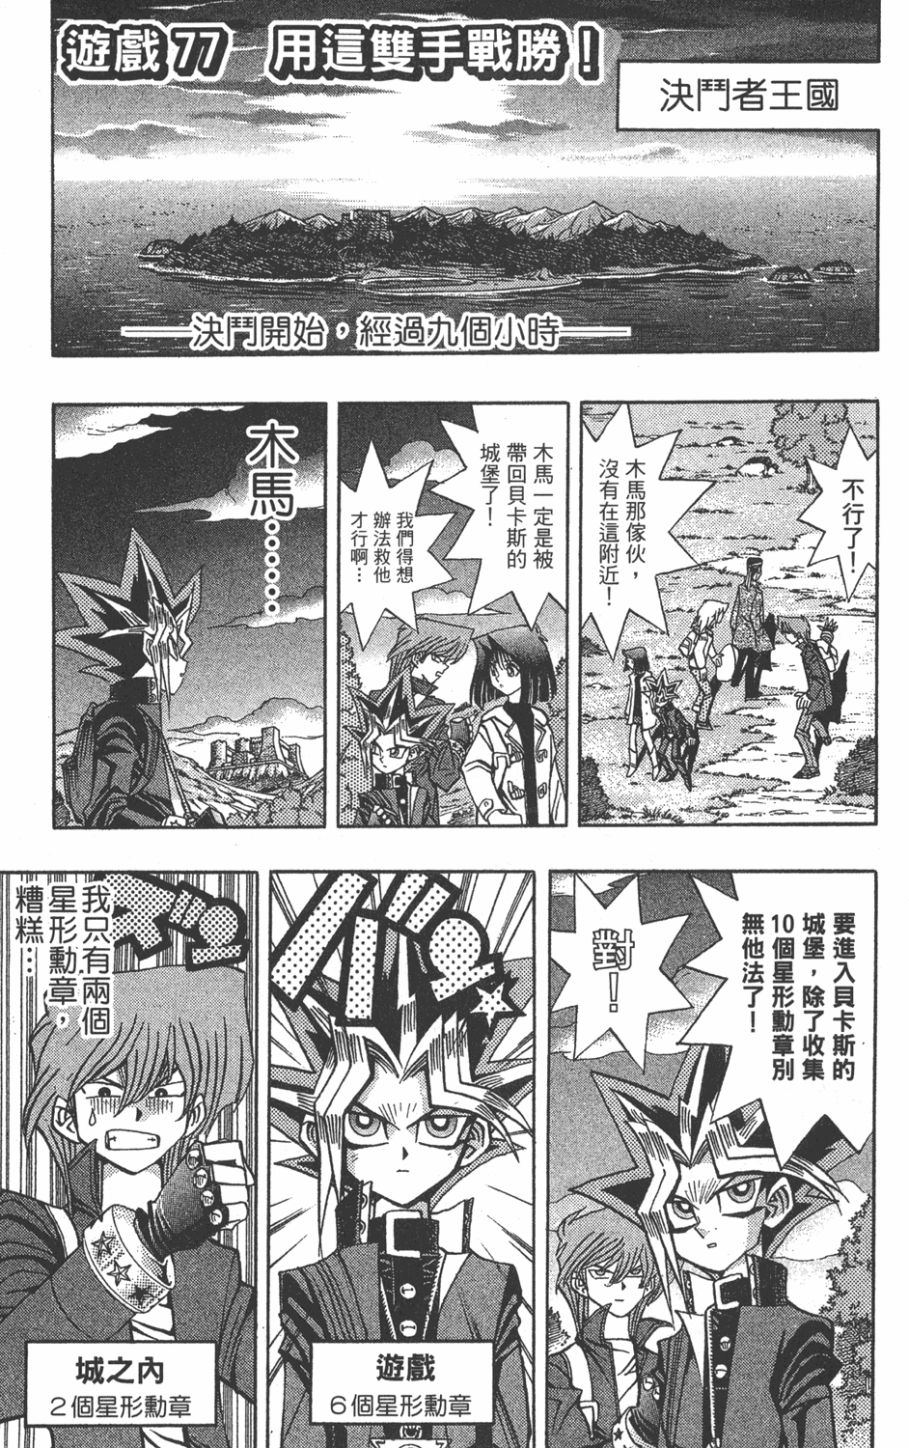 遊戲77 用這雙手戰勝!
決鬥者王國
——決鬥開始,經過九個小時——
不行了!
木馬那傢伙,
沒有在這附近!
木馬一定是被
帶回貝卡斯的
城堡了!
我們得想
辦法救他
才行啊…
木馬……
要進入貝卡斯的
城堡,除了收集
10個星形勳章別
無他法了!
對!
バーン
我只有兩個
星形勳章,
糟糕…
遊戲
6個星形勳章
城之內
2個星形勳章